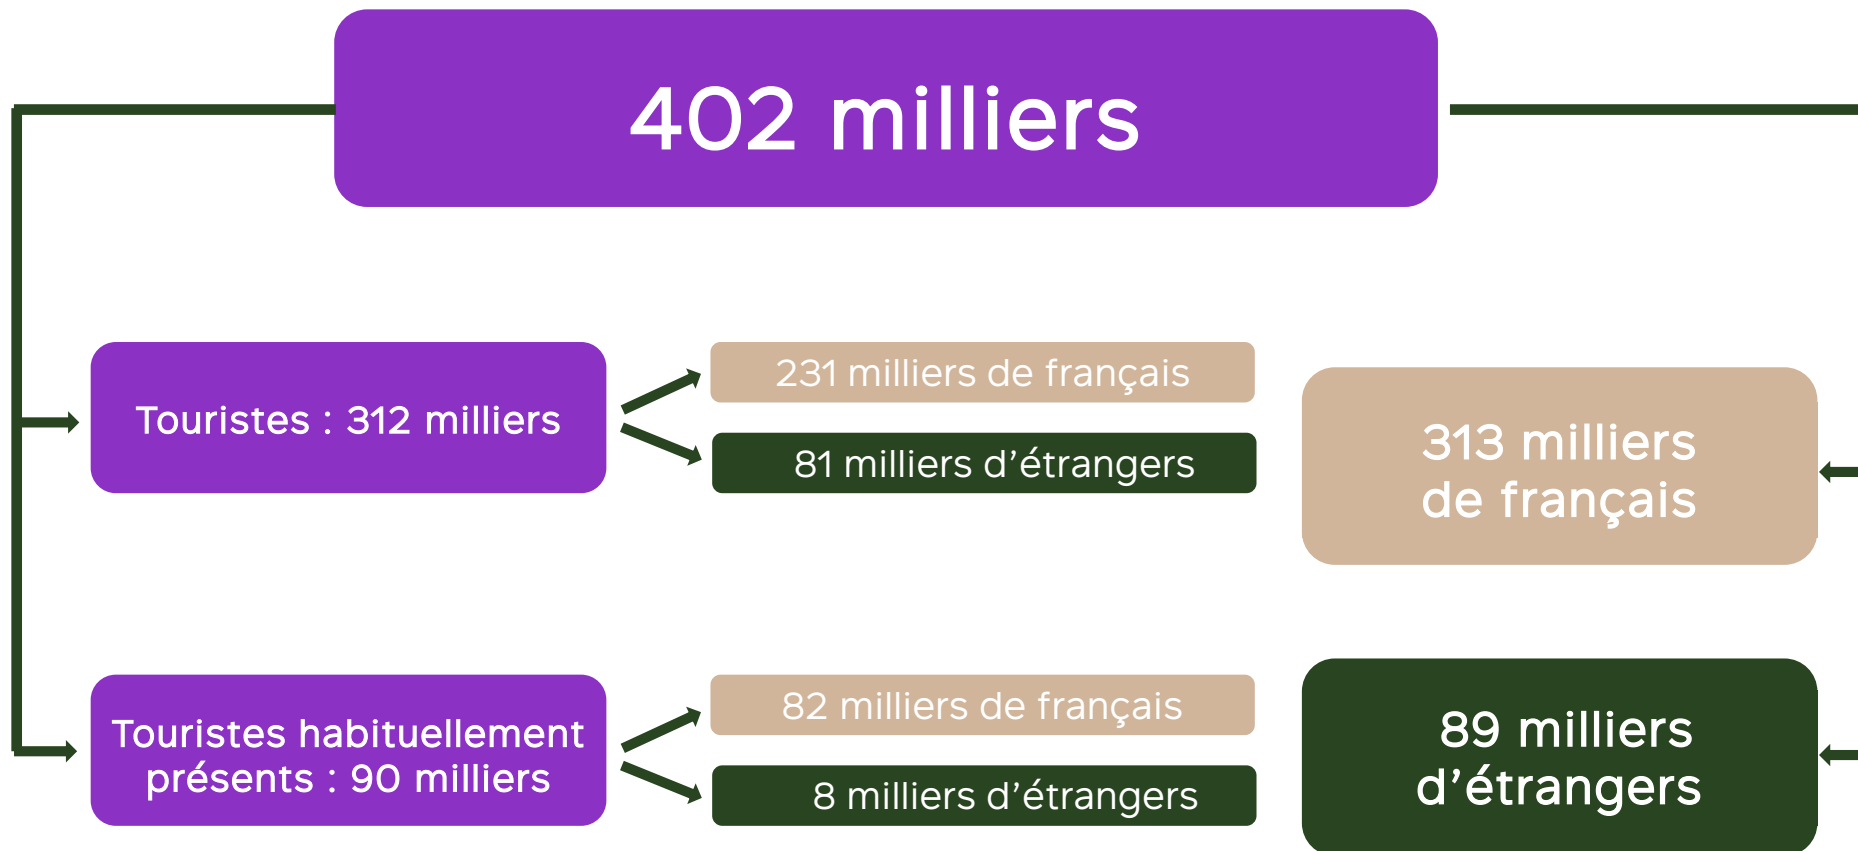 402 milliers
Touristes : 312 milliers
231 milliers de français
81 milliers d’étrangers
313 milliers
de français
Touristes habituellement
présents : 90 milliers
82 milliers de français
8 milliers d’étrangers
89 milliers
d’étrangers